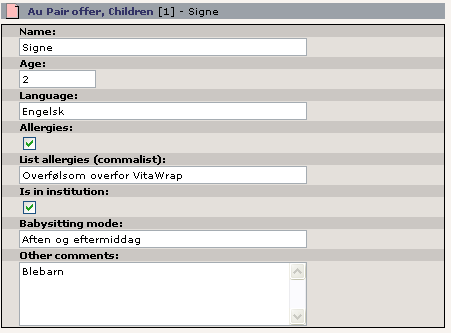 Au Pair offer, Children [1] - Signe
Name:
Signe
Age:
2
Language:
Engelsk
Allergies:
List allergies (commalist):
Overfølsom overfor VitaWrap
Is in institution:
Babysitting mode:
Aften og eftermiddag
Other comments:
Blebarn